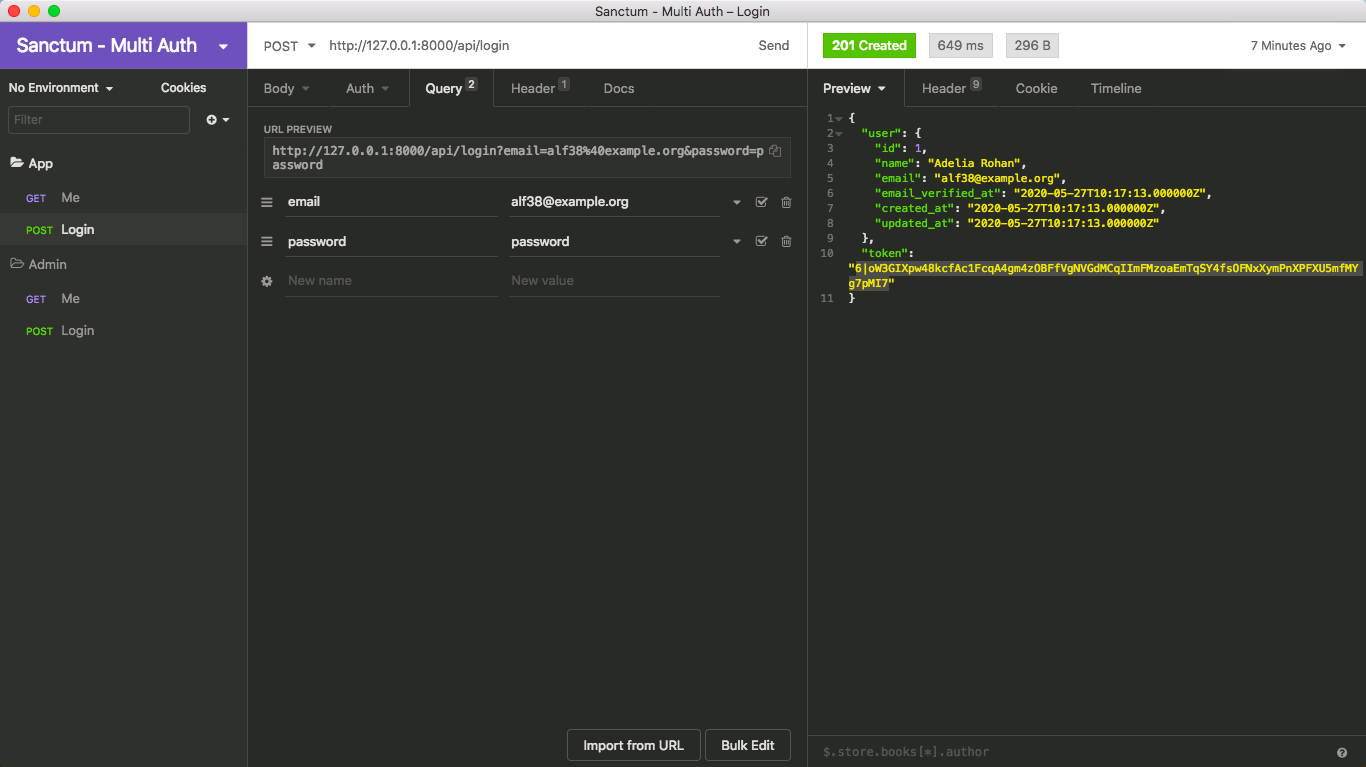 Sanctum - Multi Auth – Login
Sanctum - Multi Auth
POST http://127.0.0.1:8000/api/login Send
201 Created 649 ms 296 B 7 Minutes Ago
No Environment Cookies
Filter
App
GET Me
POST Login
Admin
GET Me
POST Login
Body Auth Query 2 Header 1 Docs
URL PREVIEW
http://127.0.0.1:8000/api/login?email=alf38%40example.org&password=p
assword
email alf38@example.org
password password
New name New value
Import from URL Bulk Edit
Preview Header 9 Cookie Timeline
1 {
2 "user": {
3 "id": 1,
4 "name": "Adelia Rohan",
5 "email": "alf38@example.org",
6 "email_verified_at": "2020-05-27T10:17:13.000000Z",
7 "created_at": "2020-05-27T10:17:13.000000Z",
8 "updated_at": "2020-05-27T10:17:13.000000Z"
9 },
10 "token":
"6|oW3GIXpw48kcfAc1FcqA4gm4zOBFfVgNVGdMCqIImFMzoaEmTqSY4fsOFNxXymPnXPFXU5mfMY
g7pMI7"
11 }
$.store.books[*].author